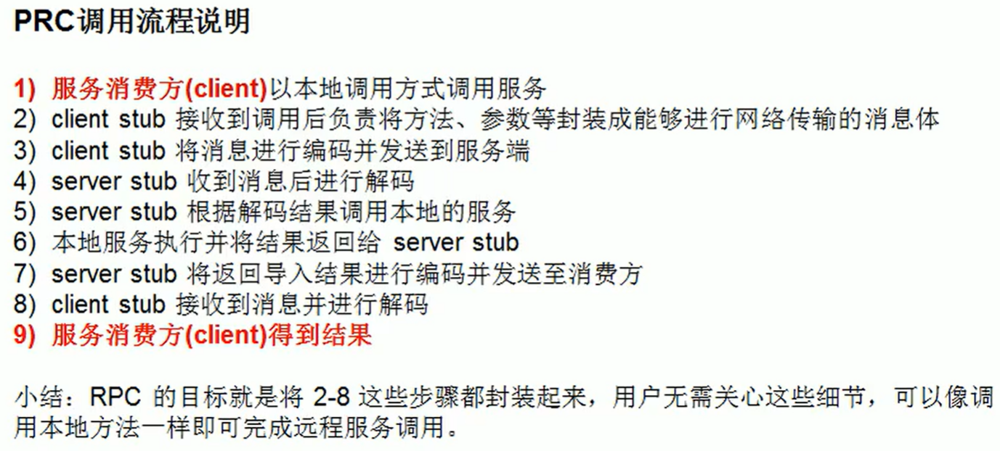 PRC调用流程说明
1) 服务消费方(client)以本地调用方式调用服务
2) client stub 接收到调用后负责将方法、参数等封装成能够进行网络传输的消息体
3) client stub 将消息进行编码并发送到服务端
4) server stub 收到消息后进行解码
5) server stub 根据解码结果调用本地的服务
6) 本地服务执行并将结果返回给 server stub
7) server stub 将返回导入结果进行编码并发送至消费方
8) client stub 接收到消息并进行解码
9) 服务消费方(client)得到结果
小结：RPC 的目标就是将 2-8 这些步骤都封装起来，用户无需关心这些细节，可以像调
用本地方法一样即可完成远程服务调用。